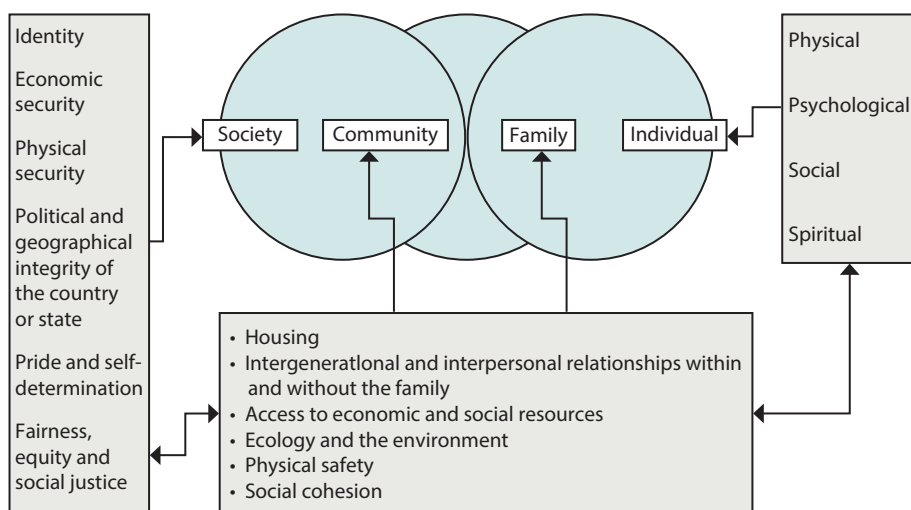 Identity
Economic
security
Physical
security
Political and
geographical
integrity of
the country
or state
Pride and self-
determination
Fairness,
equity and
social justice
Society
Community
Family
Individual
Physical
Psychological
Social
Spiritual
• Housing
• Intergenerational and interpersonal relationships within
and without the family
• Access to economic and social resources
• Ecology and the environment
• Physical safety
• Social cohesion